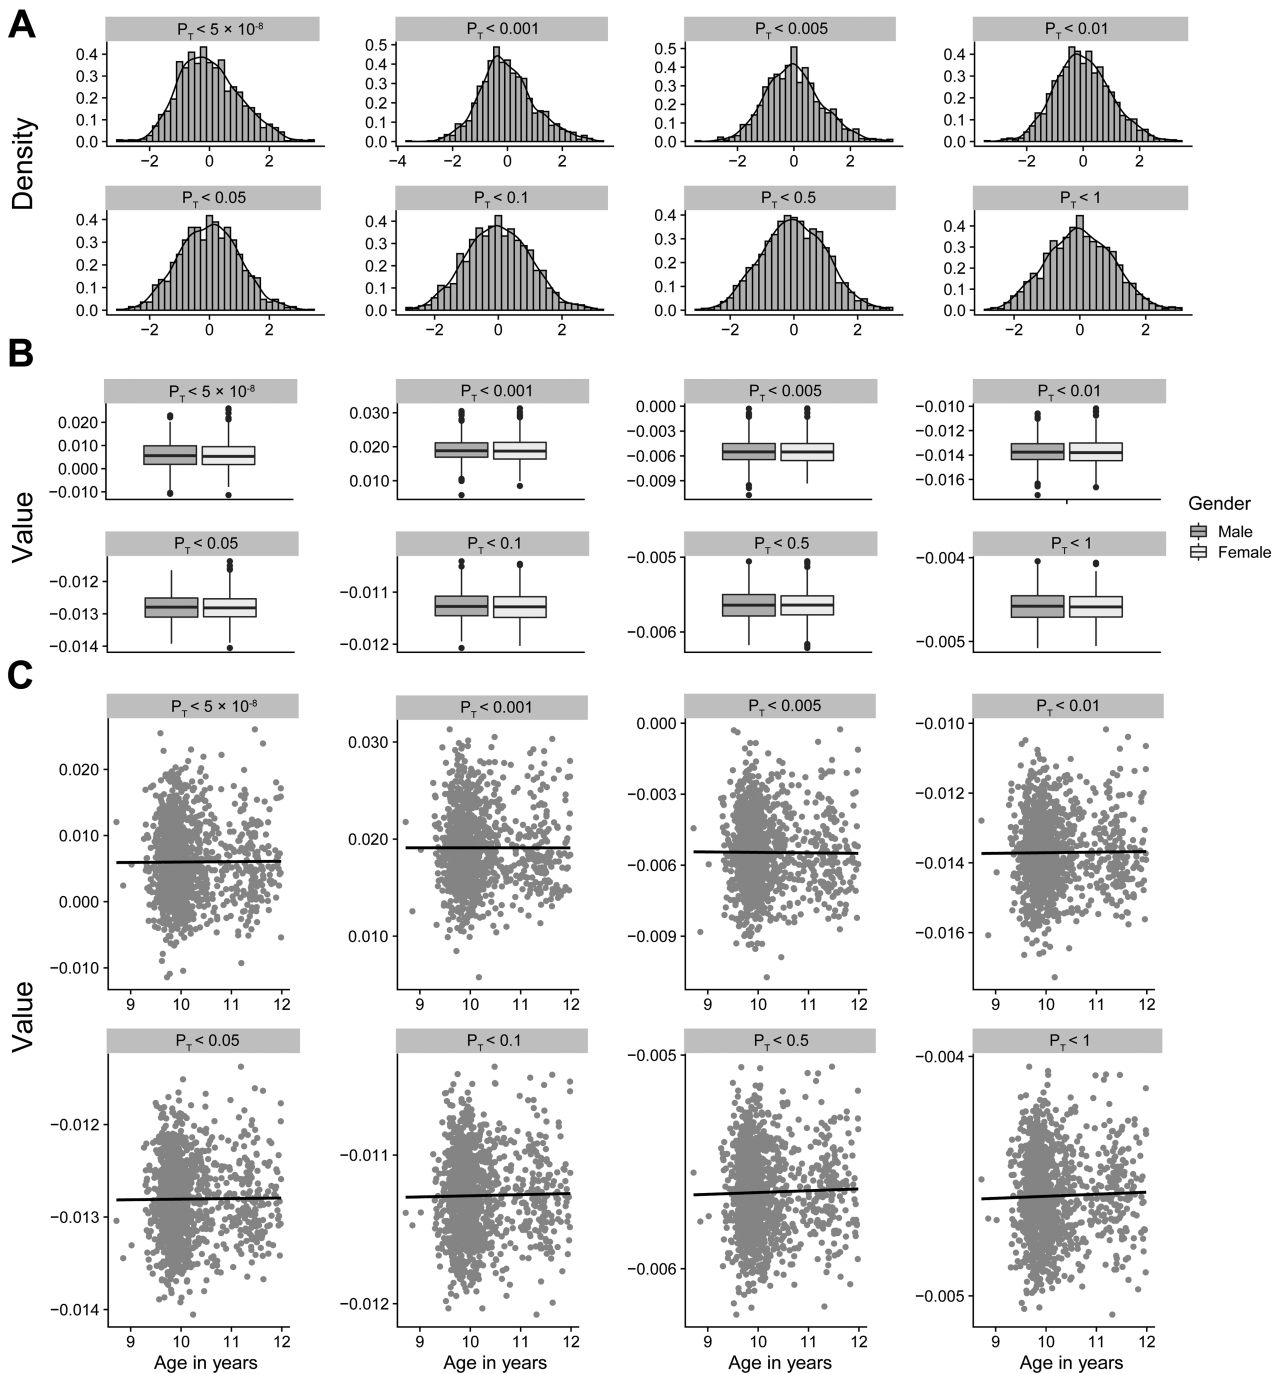 A
P_T < 5 × 10^-8 P_T < 0.001 P_T < 0.005 P_T < 0.01
0.4 0.3 0.2 0.1 0.0
−2 0 2
0.5 0.4 0.3 0.2 0.1 0.0
−4 −2 0 2
0.5 0.4 0.3 0.2 0.1 0.0
−2 0 2
0.4 0.3 0.2 0.1 0.0
−2 0 2
Density
P_T < 0.05 P_T < 0.1 P_T < 0.5 P_T < 1
0.4 0.3 0.2 0.1 0.0
−2 0 2
0.4 0.3 0.2 0.1 0.0
−2 0 2
0.4 0.3 0.2 0.1 0.0
−2 0 2
0.4 0.3 0.2 0.1 0.0
−2 0 2
B
P_T < 5 × 10^-8 P_T < 0.001 P_T < 0.005 P_T < 0.01
0.020 0.010 0.000 −0.010
0.030 0.020 0.010
0.000 −0.003 −0.006 −0.009
−0.010 −0.012 −0.014 −0.016
Value
P_T < 0.05 P_T < 0.1 P_T < 0.5 P_T < 1
−0.012 −0.013 −0.014
−0.011 −0.012
−0.005 −0.006
−0.004 −0.005
Gender
Male
Female
C
P_T < 5 × 10^-8 P_T < 0.001 P_T < 0.005 P_T < 0.01
0.020 0.010 0.000 −0.010
9 10 11 12
0.030 0.020 0.010
9 10 11 12
0.000 −0.003 −0.006 −0.009
9 10 11 12
−0.010 −0.012 −0.014 −0.016
9 10 11 12
Value
P_T < 0.05 P_T < 0.1 P_T < 0.5 P_T < 1
−0.012 −0.013 −0.014
9 10 11 12
−0.011 −0.012
9 10 11 12
−0.005 −0.006
9 10 11 12
−0.004 −0.005
9 10 11 12
Age in years Age in years Age in years Age in years